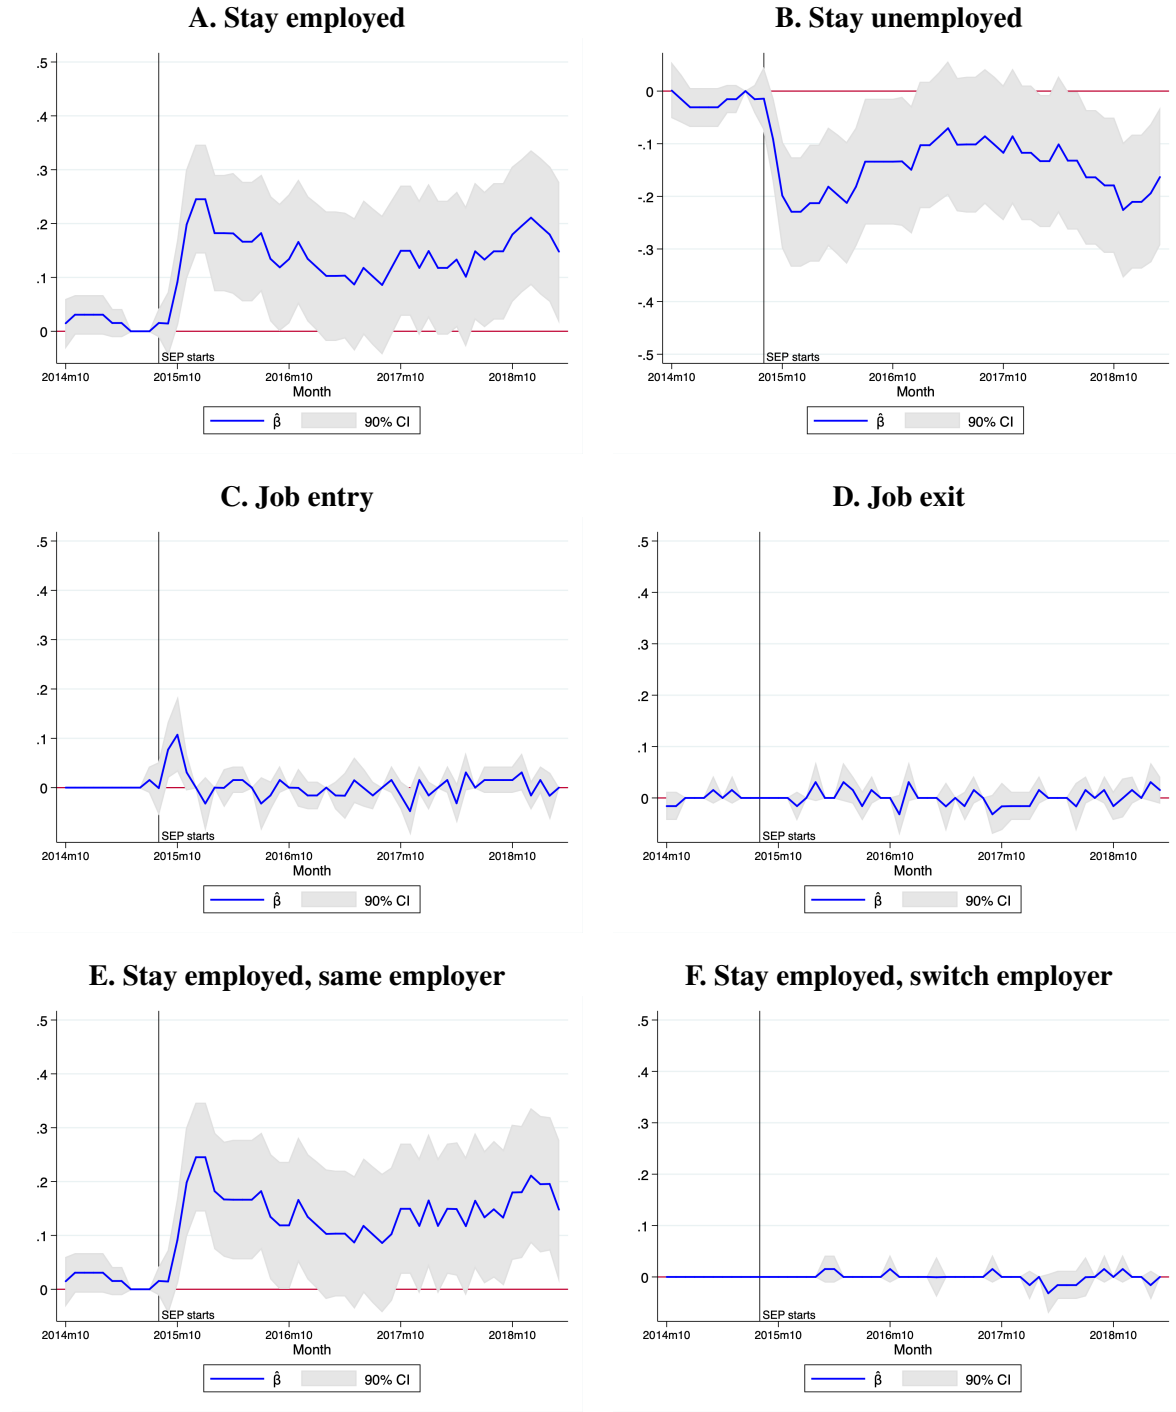 A. Stay employed
.5
.4
.3
.2
.1
0
SEP starts
2014m10 2015m10 2016m10 2017m10 2018m10
Month
β̂ 90% CI
B. Stay unemployed
0
-.1
-.2
-.3
-.4
-.5
SEP starts
2014m10 2015m10 2016m10 2017m10 2018m10
Month
β̂ 90% CI
C. Job entry
.5
.4
.3
.2
.1
0
SEP starts
2014m10 2015m10 2016m10 2017m10 2018m10
Month
β̂ 90% CI
D. Job exit
.5
.4
.3
.2
.1
0
SEP starts
2014m10 2015m10 2016m10 2017m10 2018m10
Month
β̂ 90% CI
E. Stay employed, same employer
.5
.4
.3
.2
.1
0
SEP starts
2014m10 2015m10 2016m10 2017m10 2018m10
Month
β̂ 90% CI
F. Stay employed, switch employer
.5
.4
.3
.2
.1
0
SEP starts
2014m10 2015m10 2016m10 2017m10 2018m10
Month
β̂ 90% CI